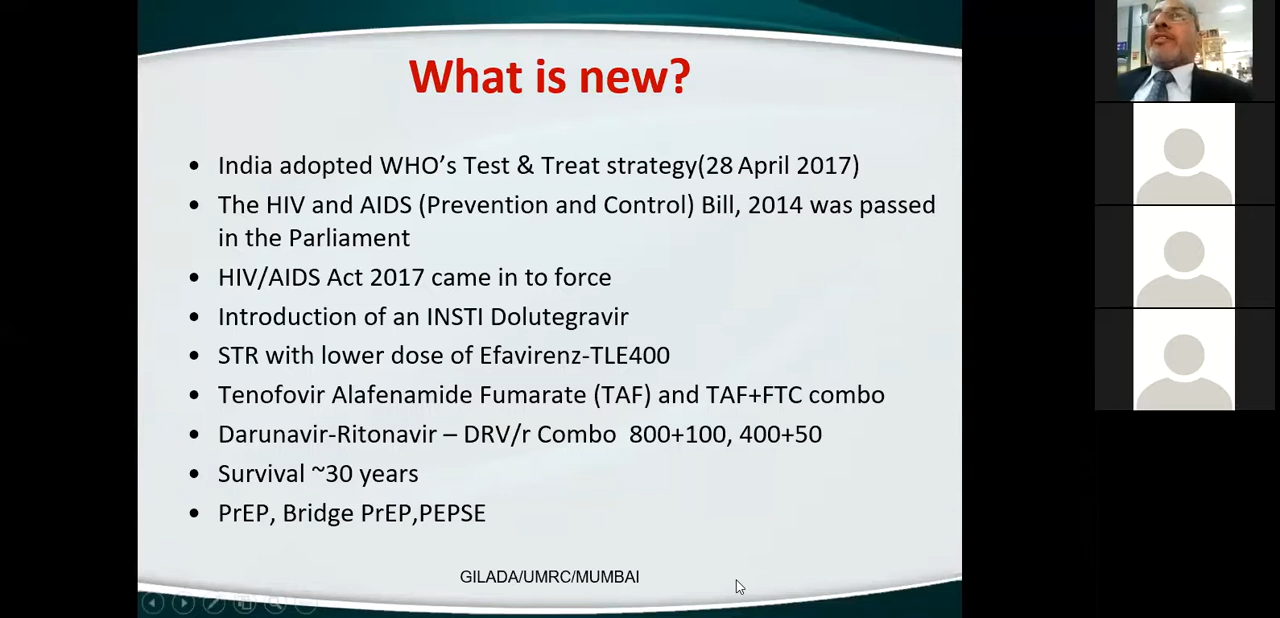 What is new?
• India adopted WHO’s Test & Treat strategy(28 April 2017)
• The HIV and AIDS (Prevention and Control) Bill, 2014 was passed
in the Parliament
• HIV/AIDS Act 2017 came in to force
• Introduction of an INSTI Dolutegravir
• STR with lower dose of Efavirenz-TLE400
• Tenofovir Alafenamide Fumarate (TAF) and TAF+FTC combo
• Darunavir-Ritonavir – DRV/r Combo  800+100, 400+50
• Survival ~30 years
• PrEP, Bridge PrEP,PEPSE
GILADA/UMRC/MUMBAI